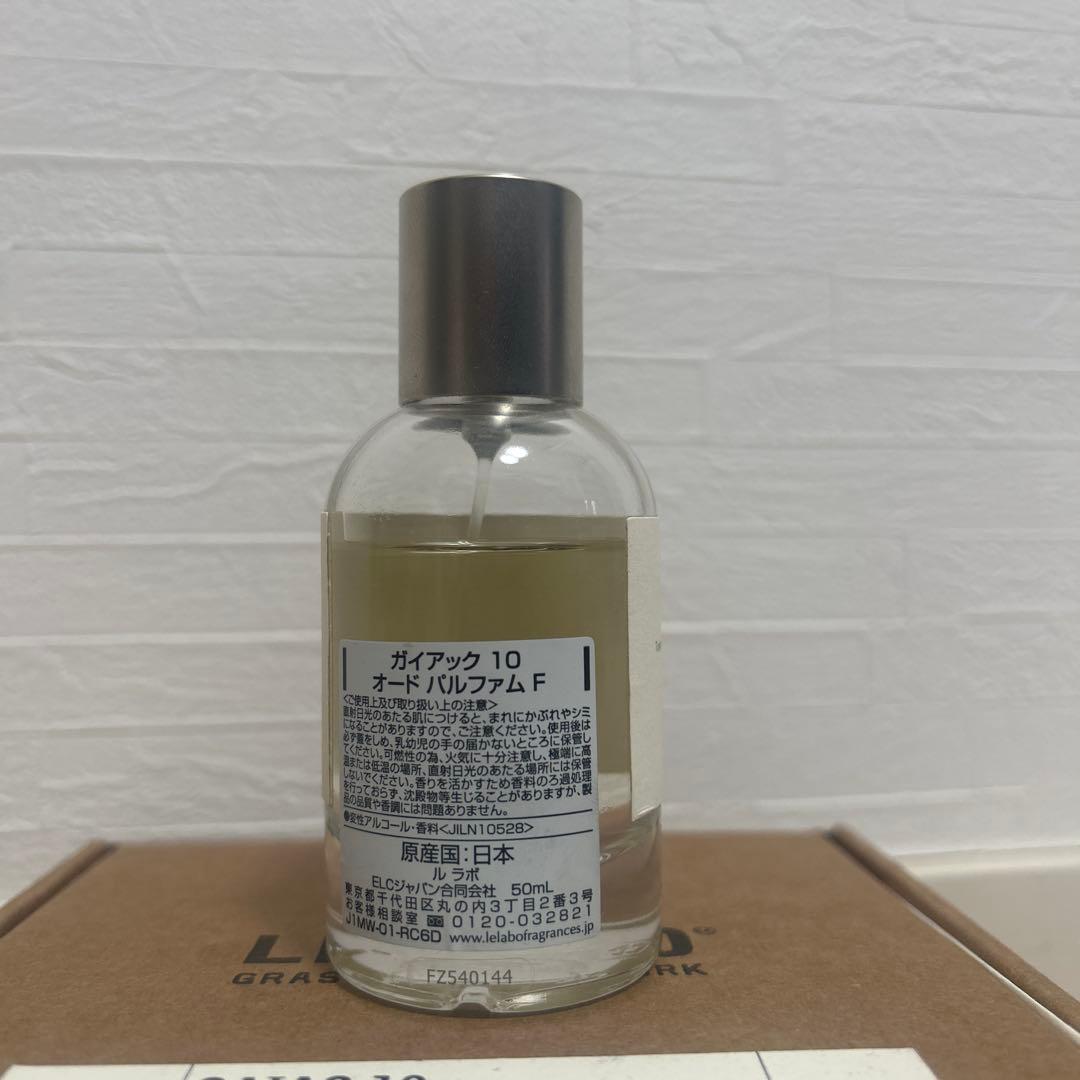 ガイアック 10
オード パルファム F
<ご使用上及び取り扱い上の注意>
直射日光のあたる肌につけると、まれにかぶれやシミ
になることがありますので、ご注意ください。使用後は
必ず蓋をしめ、乳幼児の手の届かないところに保管し
てください。可燃性の為、火気に十分注意し、極端に高
温または低温の場所、直射日光のあたる場所には保管
しないでください。香りを活かすため香料のろ過処理
を行っておらず、沈殿物等生じることがありますが、製
品の品質や香調には問題ありません。
●変性アルコール・香料<JILN10528>
原産国:日本
ル ラボ
ELCジャパン合同会社 50mL
東京都千代田区丸の内3丁目2番3号
お客様相談室 0120-032821
J1MW-01-RC6D www.lelabofragrances.jp
FZ540144